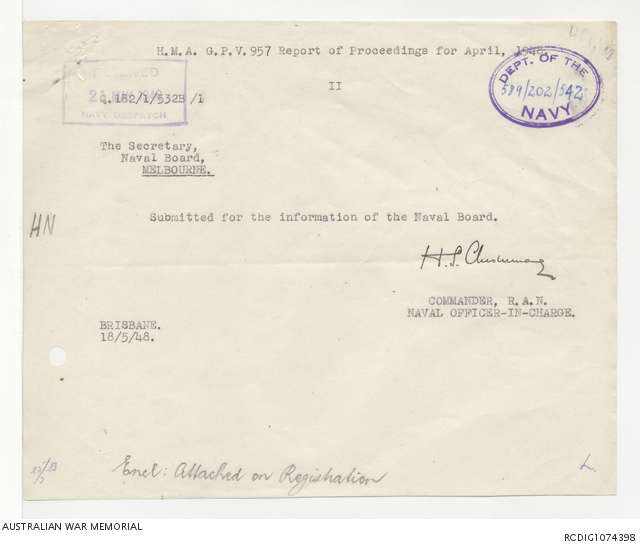 H.M.A. G.P.V. 957 Report of Proceedings for April, 1948
II
DEPT. OF THE
589/202/542
NAVY
Q.182/1/532B /1
NAVY DESPATCH
The Secretary,
Naval Board,
MELBOURNE.
HN
Submitted for the information of the Naval Board.
COMMANDER, R.A.N.
NAVAL OFFICER-IN-CHARGE.
BRISBANE.
18/5/48.
Encl: Attached on Registration
AUSTRALIAN WAR MEMORIAL
RCDIG1074398